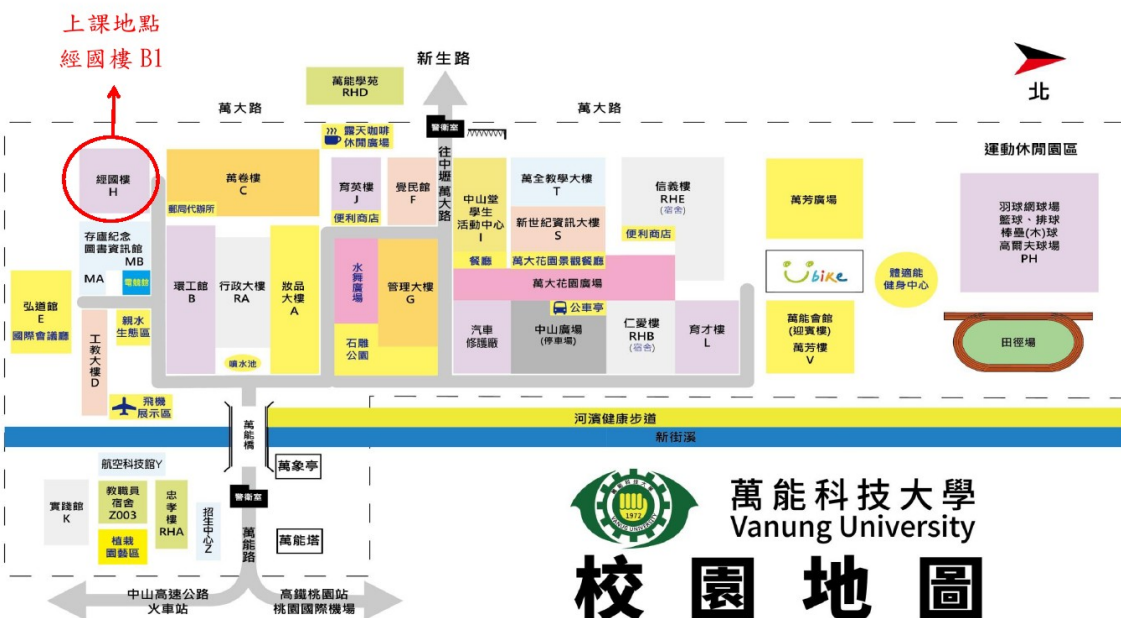 上課地點
經國樓 B1
新生路
萬能學苑
RHD
萬大路
萬大路
北
警衛室
露天咖啡
休閒廣場
往中壢 萬大路
運動休閒園區
經國樓
H
萬卷樓
C
郵局代辦所
育英樓
J
便利商店
覺民館
F
中山堂
學生
活動中心
I
餐廳
萬全教學大樓
T
新世紀資訊大樓
S
萬大花園景觀餐廳
信義樓
RHE
(宿舍)
便利商店
萬芳廣場
羽球網球場
籃球、排球
棒壘(木)球
高爾夫球場
PH
存廬紀念
圖書資訊館
MB
MA
電競館
Ubike
體適能
健身中心
弘道館
E
國際會議廳
親水
生態區
環工館
B
行政大樓
RA
妝品
大樓
A
水舞廣場
管理大樓
G
萬大花園廣場
公車亭
工教大樓
D
噴水池
石雕
公園
汽車
修護廠
中山廣場
(停車場)
仁愛樓
RHB
(宿舍)
育才樓
L
萬能會館
(迎賓樓)
萬芳樓
V
田徑場
飛機
展示區
萬能橋
河濱健康步道
新街溪
航空科技館Y
萬象亭
實踐館
K
教職員
宿舍
Z003
忠孝樓
RHA
招生中心Z
警衛室
植栽
園藝區
萬能路
萬能塔
中山高速公路
火車站
高鐵桃園站
桃園國際機場
萬能科技大學
1972
VANUNG UNIVERSITY
萬能科技大學
Vanung University
校園地圖